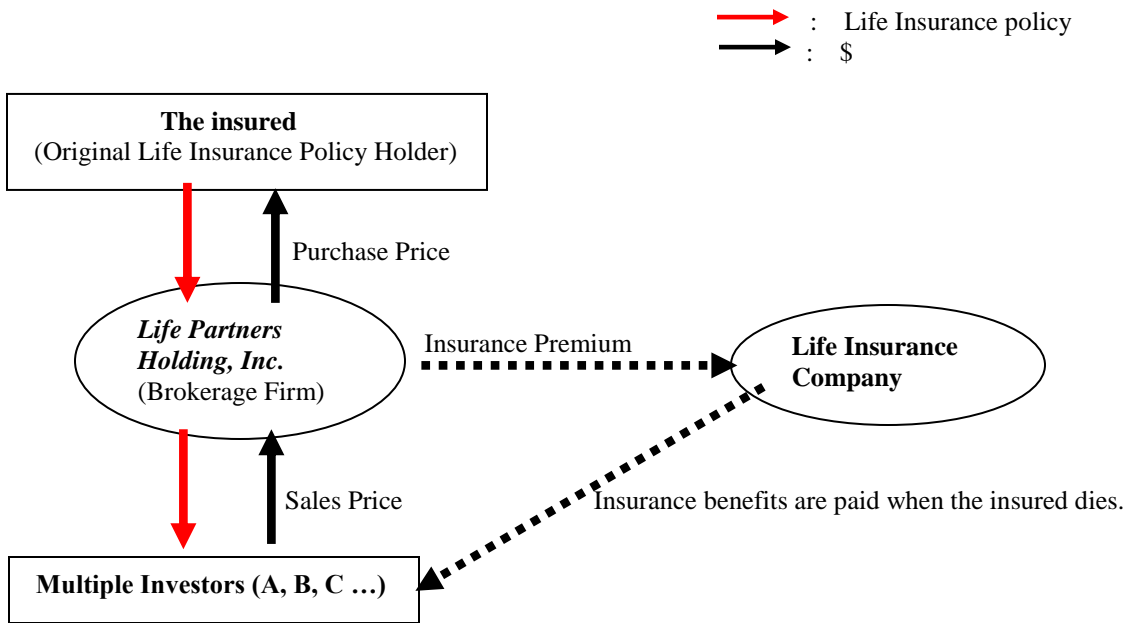 : Life Insurance policy
: $
The insured
(Original Life Insurance Policy Holder)
Purchase Price
Life Partners
Holding, Inc.
(Brokerage Firm)
Insurance Premium
Life Insurance
Company
Sales Price
Insurance benefits are paid when the insured dies.
Multiple Investors (A, B, C …)